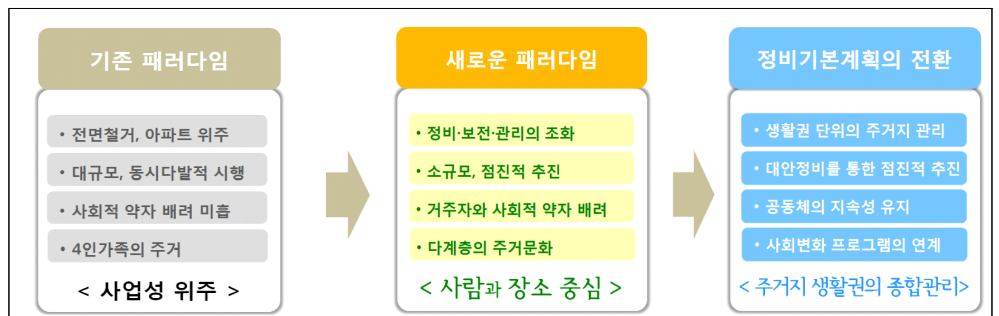 기존 패러다임
• 전면철거, 아파트 위주
• 대규모, 동시다발적 시행
• 사회적 약자 배려 미흡
• 4인가족의 주거
< 사업성 위주 >
새로운 패러다임
• 정비·보전·관리의 조화
• 소규모, 점진적 추진
• 거주자와 사회적 약자 배려
• 다계층의 주거문화
< 사람과 장소 중심 >
정비기본계획의 전환
• 생활권 단위의 주거지 관리
• 대안정비를 통한 점진적 추진
• 공동체의 지속성 유지
• 사회변화 프로그램의 연계
< 주거지 생활권의 종합관리>